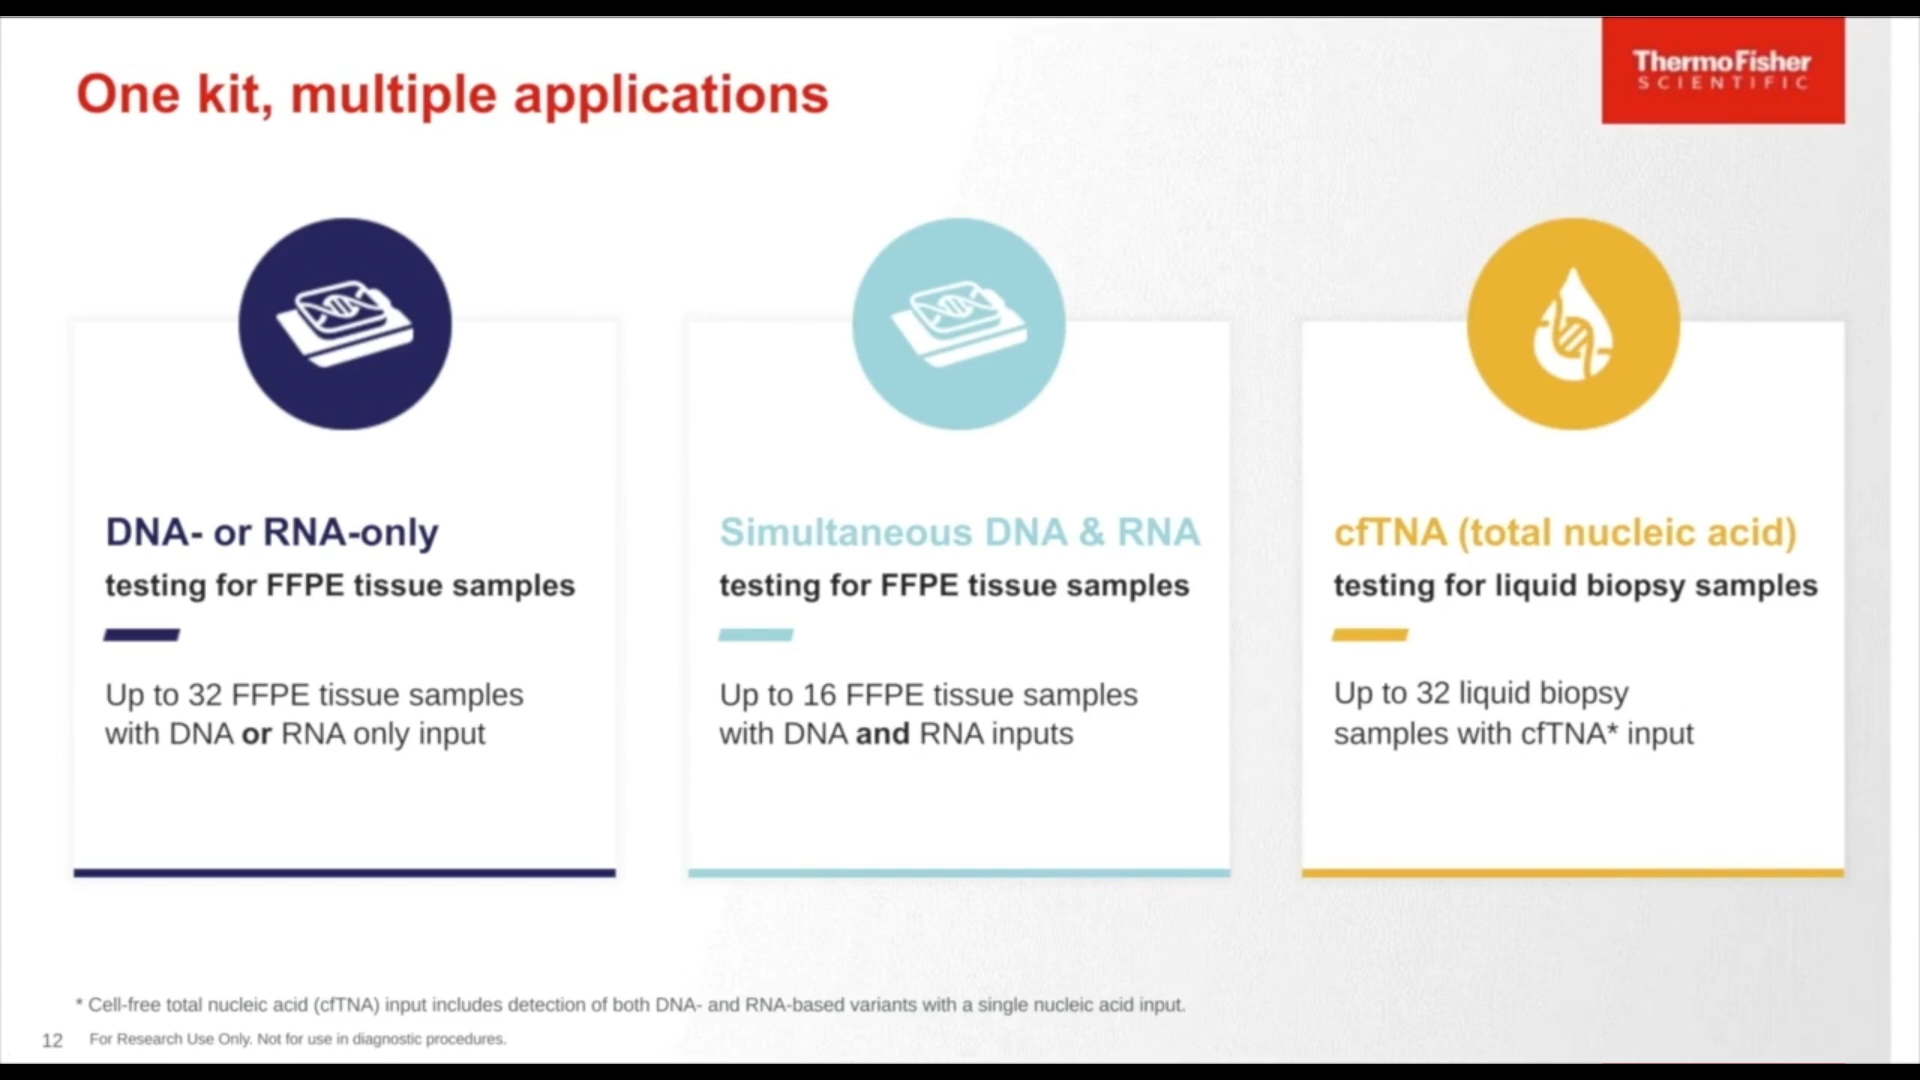 One kit, multiple applications
ThermoFisher
SCIENTIFIC
DNA- or RNA-only
testing for FFPE tissue samples
Up to 32 FFPE tissue samples
with DNA or RNA only input
Simultaneous DNA & RNA
testing for FFPE tissue samples
Up to 16 FFPE tissue samples
with DNA and RNA inputs
cfTNA (total nucleic acid)
testing for liquid biopsy samples
Up to 32 liquid biopsy
samples with cfTNA* input
* Cell-free total nucleic acid (cfTNA) input includes detection of both DNA- and RNA-based variants with a single nucleic acid input.
12 For Research Use Only. Not for use in diagnostic procedures.